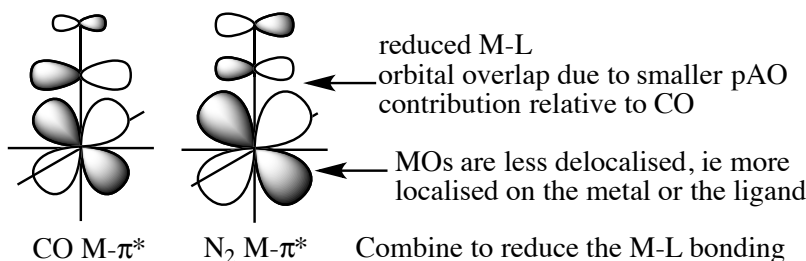 reduced M-L
orbital overlap due to smaller pAO
contribution relative to CO
MOs are less delocalised, ie more
localised on the metal or the ligand
CO M-π* N₂ M-π* Combine to reduce the M-L bonding